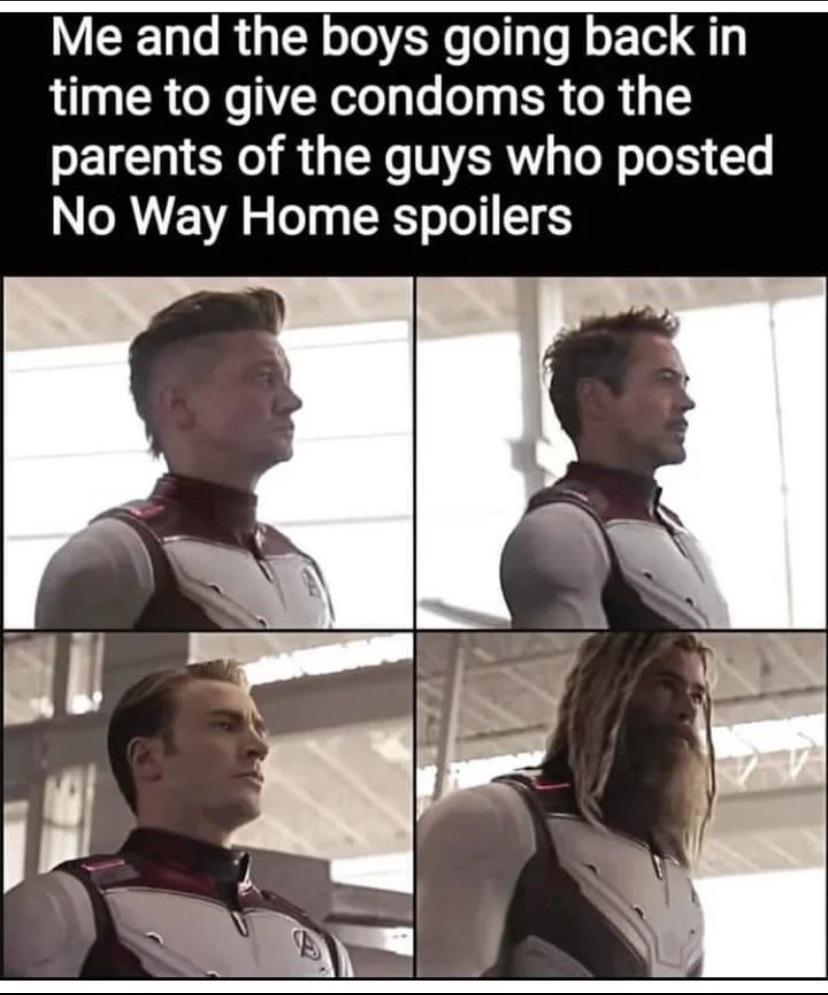 Me and the boys going back in
time to give condoms to the
parents of the guys who posted
No Way Home spoilers